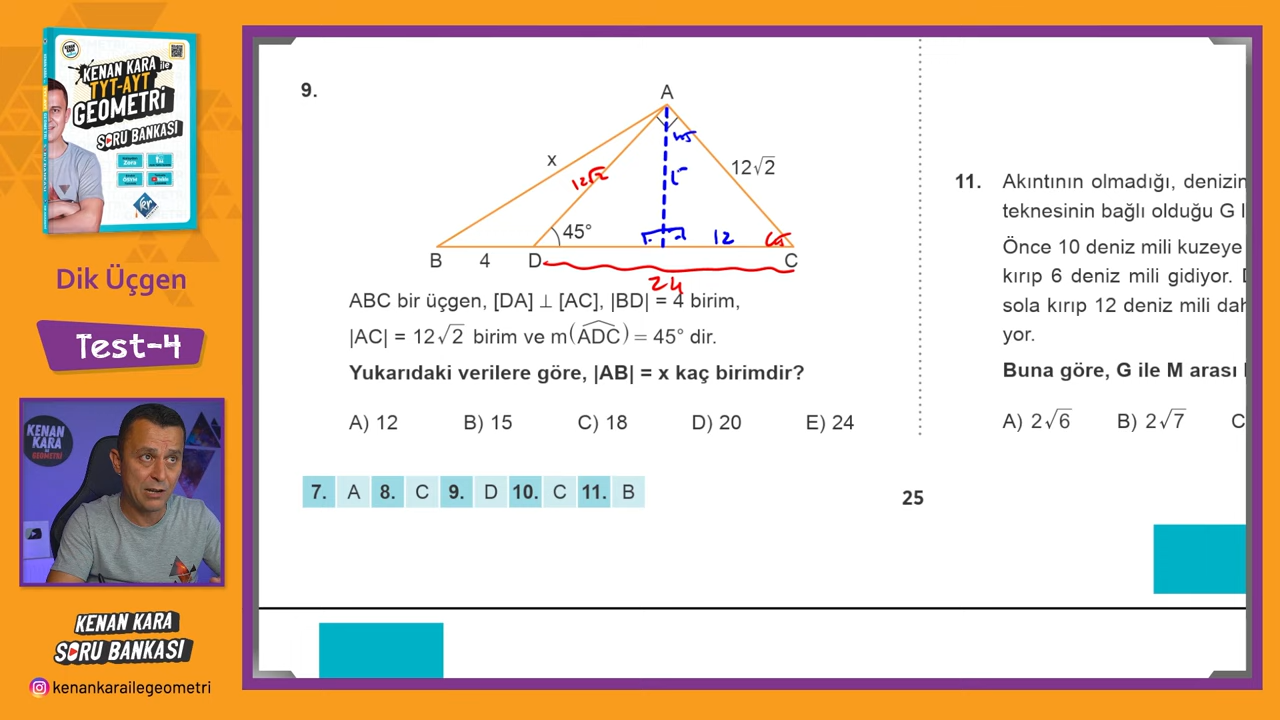 KENAN KARA ile
TYT-AYT
GEOMETRİ
SORU BANKASI
Dik Üçgen
Test-4
KENAN
KARA
GEOMETRİ
KENAN KARA
SORU BANKASI
kenankarailegeometri
9.
A
x
12√2
12√2
45
45°
12
B
4
D
C
24
ABC bir üçgen, [DA] ⊥ [AC], |BD| = 4 birim,
|AC| = 12√2 birim ve m(ADC) = 45° dir.
Yukarıdaki verilere göre, |AB| = x kaç birimdir?
A) 12 B) 15 C) 18 D) 20 E) 24
7. A 8. C 9. D 10. C 11. B
25
11. Akıntının olmadığı, denizin
teknesinin bağlı olduğu G
Önce 10 deniz mili kuzeye
kırıp 6 deniz mili gidiyor.
sola kırıp 12 deniz mili dah
yor.
Buna göre, G ile M arası
A) 2√6 B) 2√7 C